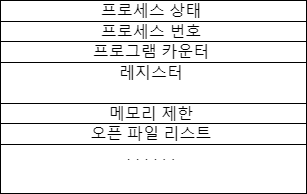 프로세스 상태
프로세스 번호
프로그램 카운터
레지스터
메모리 제한
오픈 파일 리스트
. . . . . .